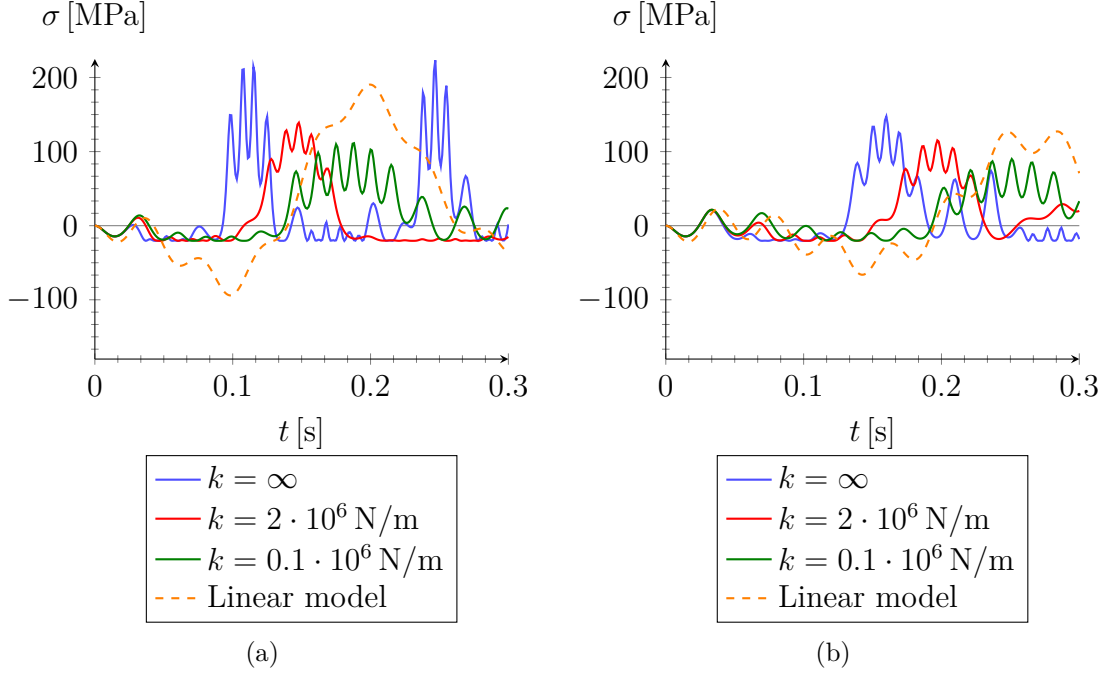 σ [MPa]
200
100
0
−100
0
0.1
0.2
0.3
t [s]
k = ∞
k = 2 · 10⁶ N/m
k = 0.1 · 10⁶ N/m
Linear model
(a)
σ [MPa]
200
100
0
−100
0
0.1
0.2
0.3
t [s]
k = ∞
k = 2 · 10⁶ N/m
k = 0.1 · 10⁶ N/m
Linear model
(b)